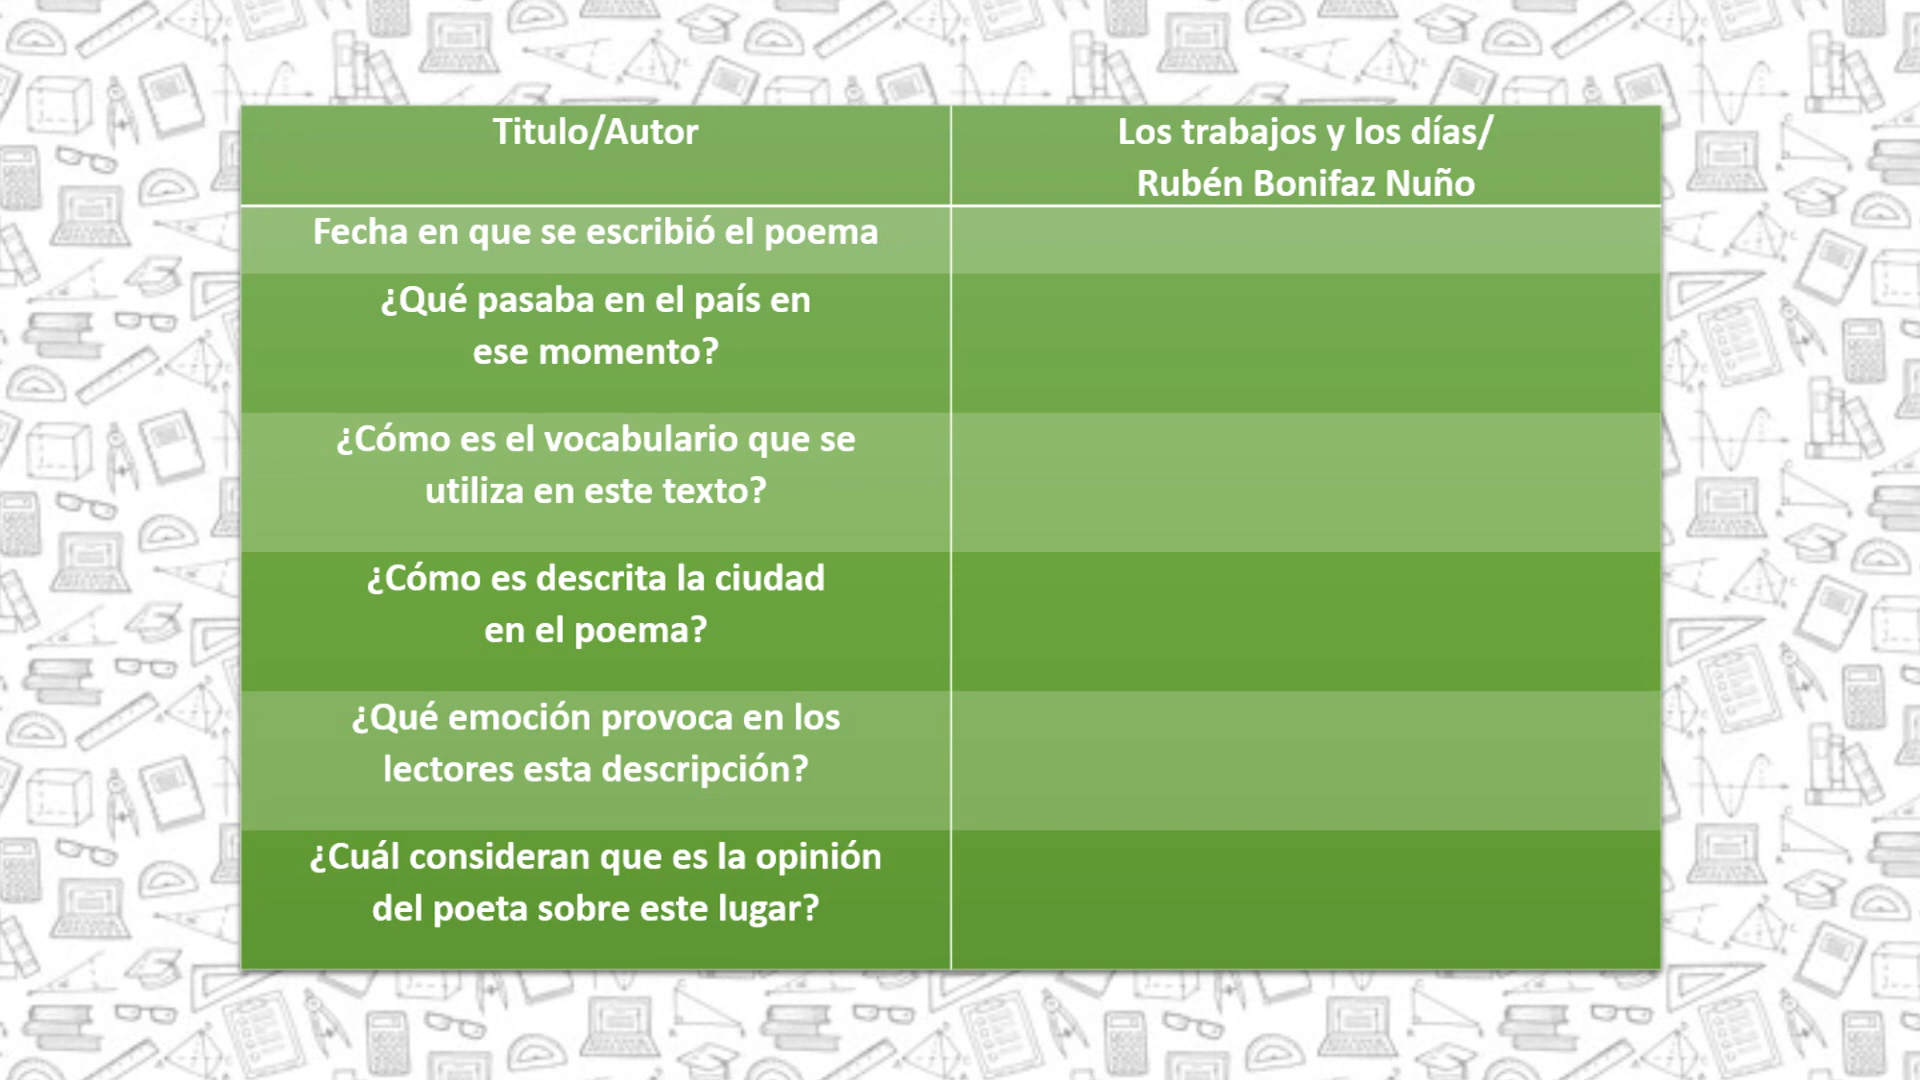 Titulo/Autor
Los trabajos y los días/
Rubén Bonifaz Nuño
Fecha en que se escribió el poema
¿Qué pasaba en el país en
ese momento?
¿Cómo es el vocabulario que se
utiliza en este texto?
¿Cómo es descrita la ciudad
en el poema?
¿Qué emoción provoca en los
lectores esta descripción?
¿Cuál consideran que es la opinión
del poeta sobre este lugar?